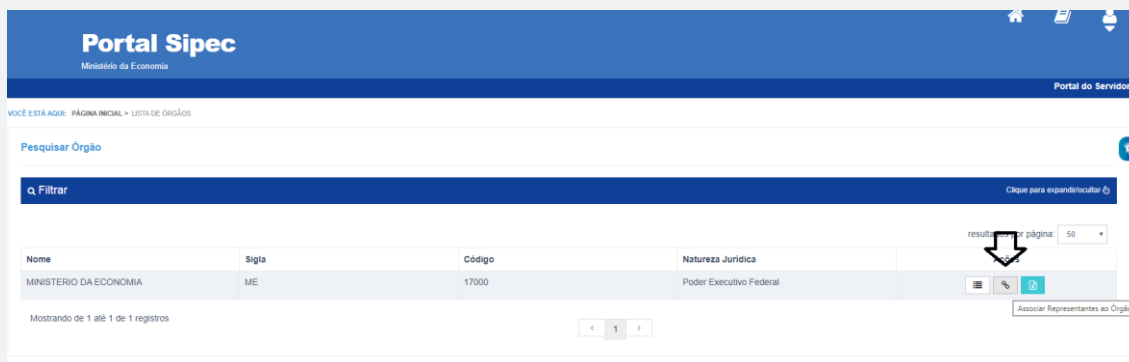 Portal Sipec
Ministério da Economia
Portal do Servidor
VOCÊ ESTÁ AQUI: PÁGINA INICIAL > LISTA DE ÓRGÃOS
Pesquisar Órgão
Filtrar Clique para expandir/ocultar
resultados por página: 50
Nome Sigla Código Natureza Jurídica Ações
MINISTERIO DA ECONOMIA ME 17000 Poder Executivo Federal
Associar Representantes ao Órgão
Mostrando de 1 até 1 de 1 registros
< 1 >